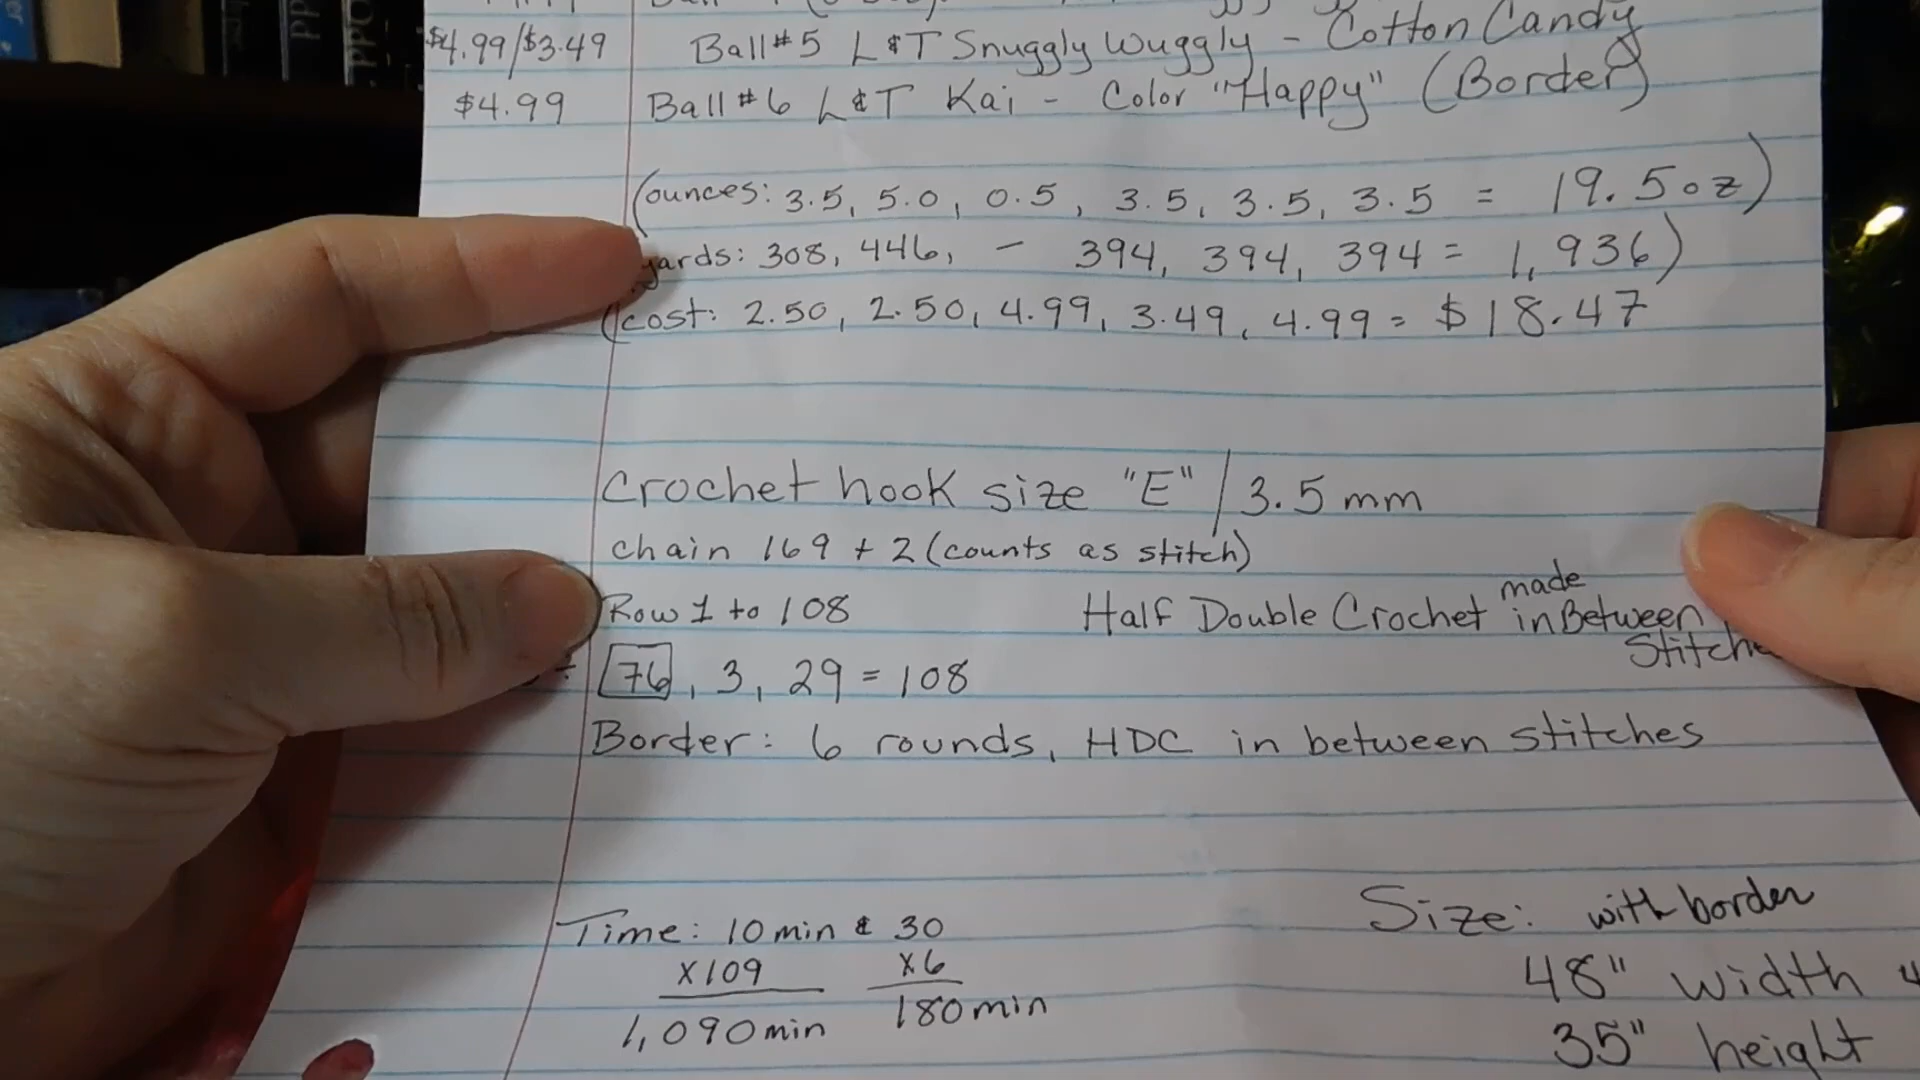 $4.99/$3.49 Ball #5 L&T Snuggly Wuggly - Cotton Candy
$4.99 Ball #6 L&T Kai - Color "Happy" (Border)
(ounces: 3.5, 5.0, 0.5, 3.5, 3.5, 3.5 = 19.5oz)
yards: 308, 446, - 394, 394, 394 = 1,936)
(cost: 2.50, 2.50, 4.99, 3.49, 4.99 = $18.47
Crochet hook size "E" / 3.5 mm
chain 169 + 2 (counts as stitch)
Row 1 to 108 Half Double Crochet made in Between
Stitche
76, 3, 29 = 108
Border: 6 rounds, HDC in between stitches
Time: 10 min & 30
x109 x6
1,090 min 180 min
Size: with border
48" width
35" height